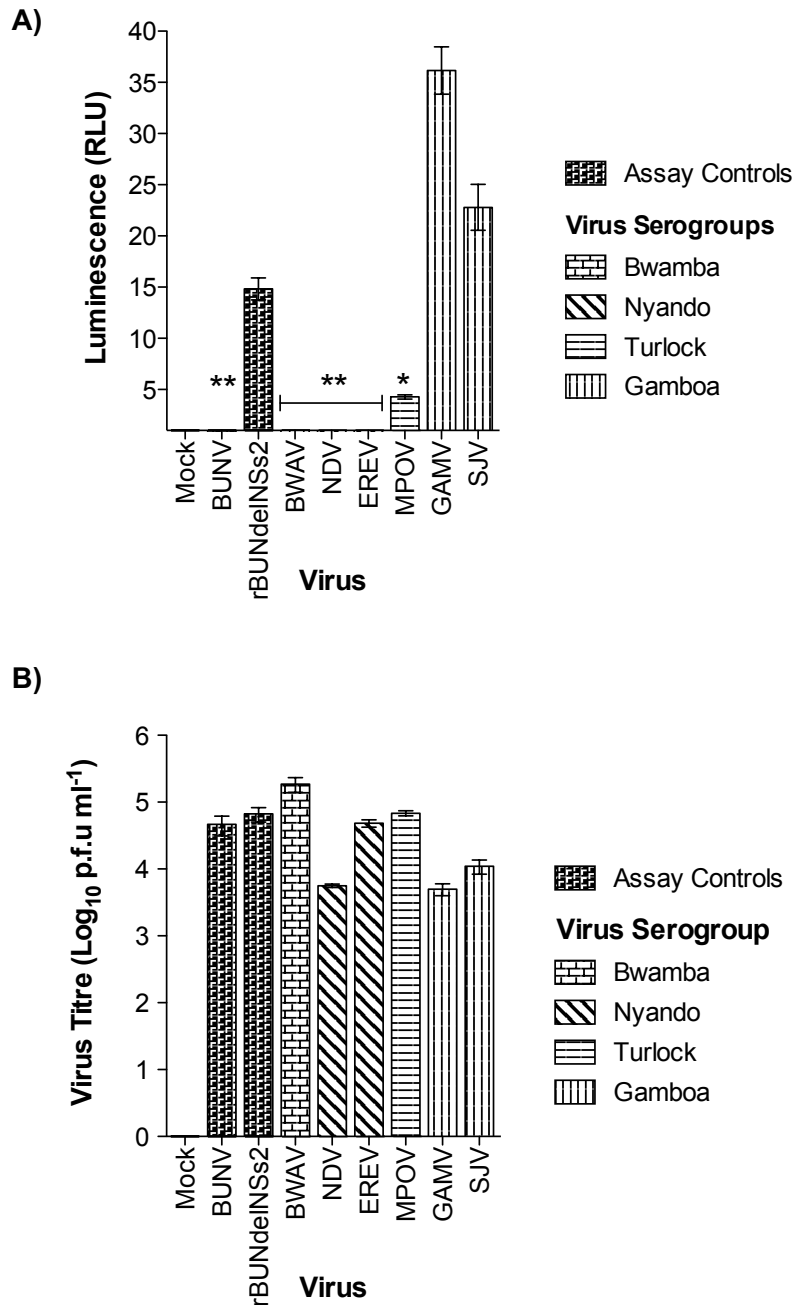 A)
Luminescence (RLU)
40
35
30
25
20
15
10
5
**
**
*
Mock
BUNV
rBUNdelNSs2
BWAV
NDV
EREV
MPOV
GAMV
SJV
Virus
Assay Controls
Virus Serogroups
Bwamba
Nyando
Turlock
Gamboa
B)
Virus Titre (Log10 p.f.u ml-1)
6
5
4
3
2
1
0
Mock
BUNV
rBUNdelNSs2
BWAV
NDV
EREV
MPOV
GAMV
SJV
Virus
Assay Controls
Virus Serogroup
Bwamba
Nyando
Turlock
Gamboa